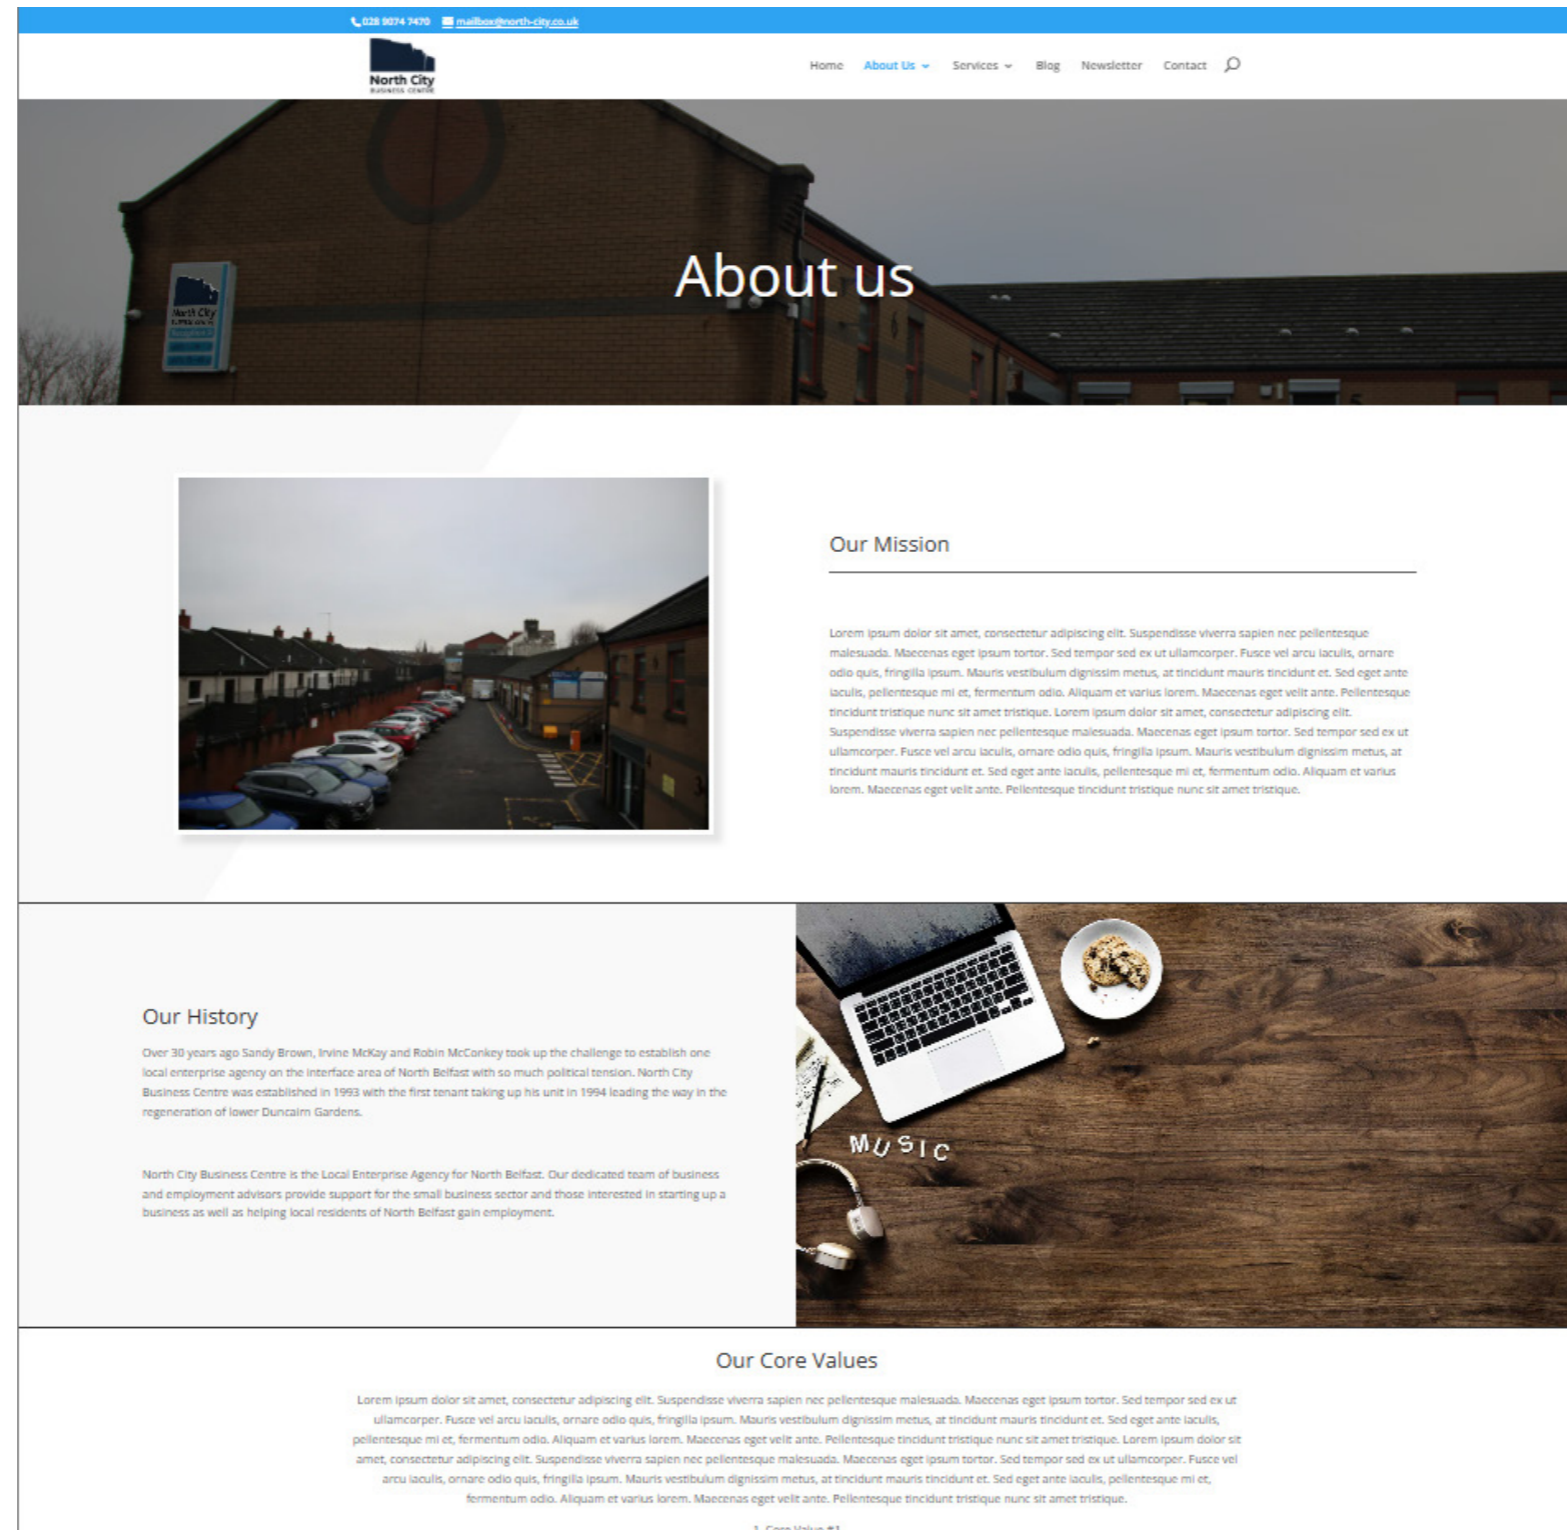 028 9074 7470 mailbox@north-city.co.uk
North City
BUSINESS CENTRE
Home About Us Services Blog Newsletter Contact
About us
North City
Our Mission
Lorem ipsum dolor sit amet, consectetur adipiscing elit. Suspendisse viverra sapien nec pellentesque
malesuada. Maecenas eget ipsum tortor. Sed tempor sed ex ut ullamcorper. Fusce vel arcu iaculis, ornare
odio quis, fringilla ipsum. Mauris vestibulum dignissim metus, at tincidunt mauris tincidunt et. Sed eget ante
iaculis, pellentesque mi et, fermentum odio. Aliquam et varius lorem. Maecenas eget velit ante. Pellentesque
tincidunt tristique nunc sit amet tristique. Lorem ipsum dolor sit amet, consectetur adipiscing elit.
Suspendisse viverra sapien nec pellentesque malesuada. Maecenas eget ipsum tortor. Sed tempor sed ex ut
ullamcorper. Fusce vel arcu iaculis, ornare odio quis, fringilla ipsum. Mauris vestibulum dignissim metus, at
tincidunt mauris tincidunt et. Sed eget ante iaculis, pellentesque mi et, fermentum odio. Aliquam et varius
lorem. Maecenas eget velit ante. Pellentesque tincidunt tristique nunc sit amet tristique.
Our History
Over 30 years ago Sandy Brown, Irvine McKay and Robin McConkey took up the challenge to establish one
local enterprise agency on the interface area of North Belfast with so much political tension. North City
Business Centre was established in 1993 with the first tenant taking up his unit in 1994 leading the way in the
regeneration of lower Duncairn Gardens.
North City Business Centre is the Local Enterprise Agency for North Belfast. Our dedicated team of business
and employment advisors provide support for the small business sector and those interested in starting up a
business as well as helping local residents of North Belfast gain employment.
MUSIC
Our Core Values
Lorem ipsum dolor sit amet, consectetur adipiscing elit. Suspendisse viverra sapien nec pellentesque malesuada. Maecenas eget ipsum tortor. Sed tempor sed ex ut
ullamcorper. Fusce vel arcu iaculis, ornare odio quis, fringilla ipsum. Mauris vestibulum dignissim metus, at tincidunt mauris tincidunt et. Sed eget ante iaculis,
pellentesque mi et, fermentum odio. Aliquam et varius lorem. Maecenas eget velit ante. Pellentesque tincidunt tristique nunc sit amet tristique. Lorem ipsum dolor sit
amet, consectetur adipiscing elit. Suspendisse viverra sapien nec pellentesque malesuada. Maecenas eget ipsum tortor. Sed tempor sed ex ut ullamcorper. Fusce vel
arcu iaculis, ornare odio quis, fringilla ipsum. Mauris vestibulum dignissim metus, at tincidunt mauris tincidunt et. Sed eget ante iaculis, pellentesque mi et,
fermentum odio. Aliquam et varius lorem. Maecenas eget velit ante. Pellentesque tincidunt tristique nunc sit amet tristique.
1. Core Value #1